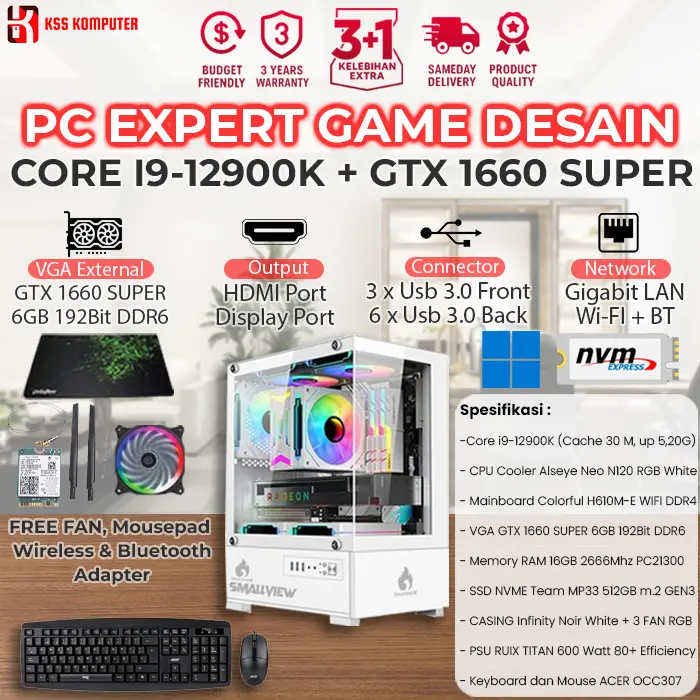 KSS KOMPUTER
BUDGET
FRIENDLY
3
3 YEARS
WARRANTY
3+1
KELEBIHAN
EXTRA
SAMEDAY
DELIVERY
PRODUCT
QUALITY
PC EXPERT GAME DESAIN
CORE I9-12900K + GTX 1660 SUPER
VGA External
GTX 1660 SUPER
6GB 192Bit DDR6
Output
HDMI Port
Display Port
Connector
3 x Usb 3.0 Front
6 x Usb 3.0 Back
Network
Gigabit LAN
Wi-FI + BT
nvm
EXPRESS
FREE FAN, Mousepad
Wireless & Bluetooth
Adapter
RADEON
SMALLVIEW
acer
Spesifikasi :
-Core i9-12900K (Cache 30 M, up 5,20G)
- CPU Cooler Alseye Neo N120 RGB White
- Mainboard Colorful H610M-E WIFI DDR4
- VGA GTX 1660 SUPER 6GB 192Bit DDR6
- Memory RAM 16GB 2666Mhz PC21300
- SSD NVME Team MP33 512GB m.2 GEN3
- CASING Infinity Noir White + 3 FAN RGB
- PSU RUIX TITAN 600 Watt 80+ Efficiency
- Keyboard dan Mouse ACER OCC307